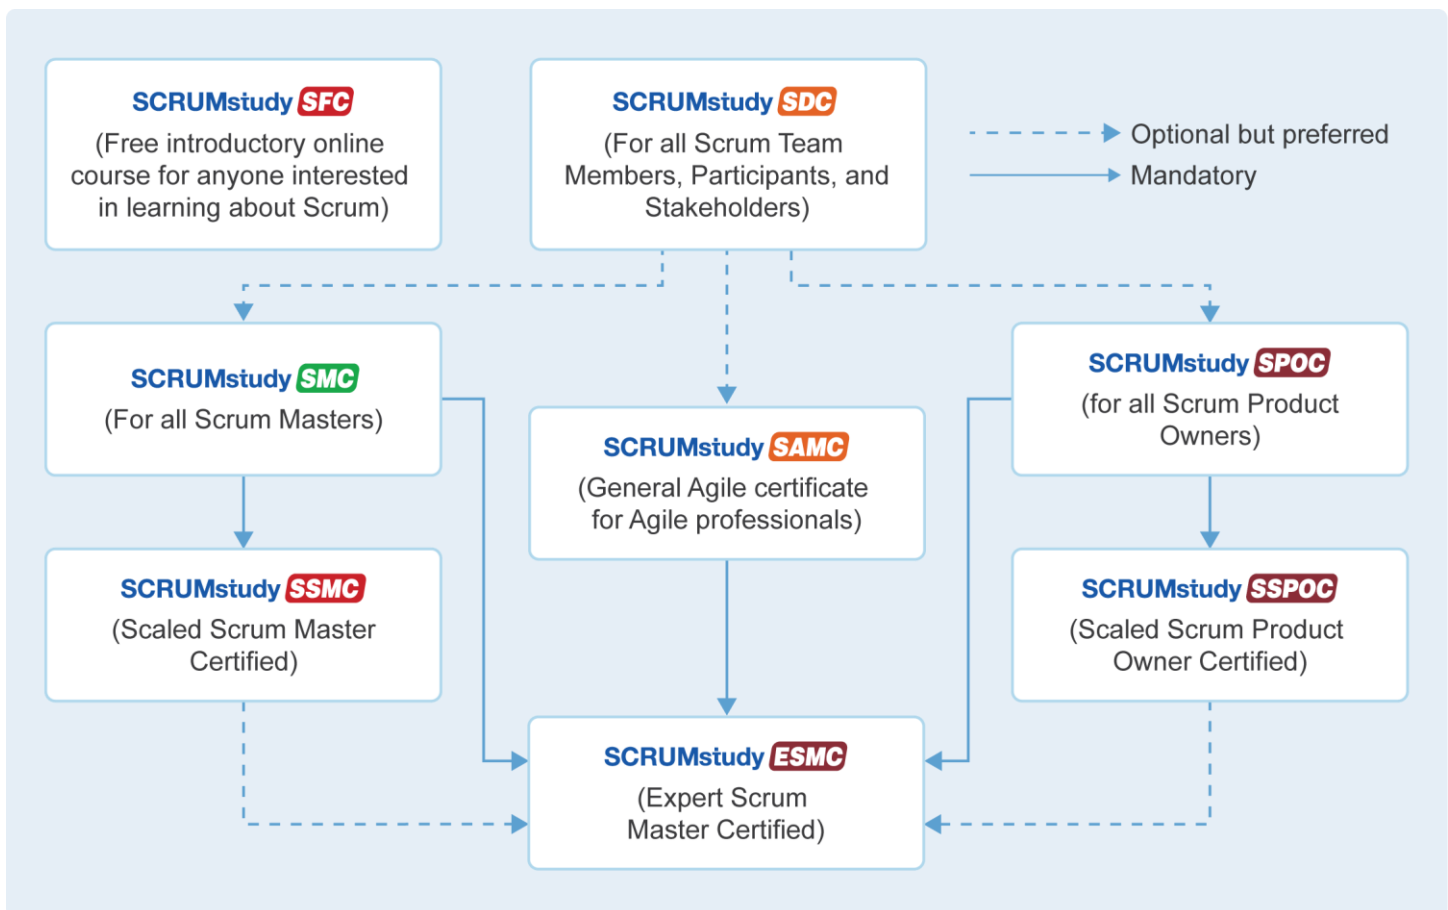 SCRUMstudy SFC
(Free introductory online
course for anyone interested
in learning about Scrum)
SCRUMstudy SDC
(For all Scrum Team
Members, Participants, and
Stakeholders)
Optional but preferred
Mandatory
SCRUMstudy SMC
(For all Scrum Masters)
SCRUMstudy SAMC
(General Agile certificate
for Agile professionals)
SCRUMstudy SPOC
(for all Scrum Product
Owners)
SCRUMstudy SSMC
(Scaled Scrum Master
Certified)
SCRUMstudy SSPOC
(Scaled Scrum Product
Owner Certified)
SCRUMstudy ESMC
(Expert Scrum
Master Certified)